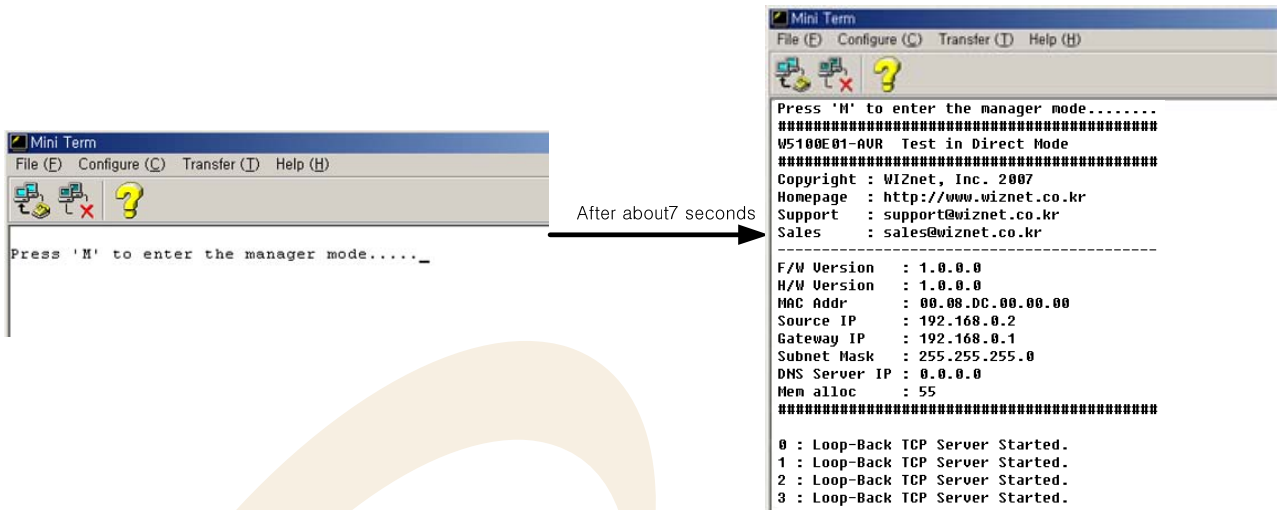 Mini Term
File (F) Configure (C) Transfer (T) Help (H)
Press 'M' to enter the manager mode....._
After about7 seconds
Mini Term
File (F) Configure (C) Transfer (T) Help (H)
Press 'M' to enter the manager mode........
###########################################
W5100E01-AVR Test in Direct Mode
###########################################
Copyright : WIZnet, Inc. 2007
Homepage : http://www.wiznet.co.kr
Support : support@wiznet.co.kr
Sales : sales@wiznet.co.kr
-------------------------------------------
F/W Version : 1.0.0.0
H/W Version : 1.0.0.0
MAC Addr : 00.08.DC.00.00.00
Source IP : 192.168.0.2
Gateway IP : 192.168.0.1
Subnet Mask : 255.255.255.0
DNS Server IP : 0.0.0.0
Mem alloc : 55
###########################################
0 : Loop-Back TCP Server Started.
1 : Loop-Back TCP Server Started.
2 : Loop-Back TCP Server Started.
3 : Loop-Back TCP Server Started.